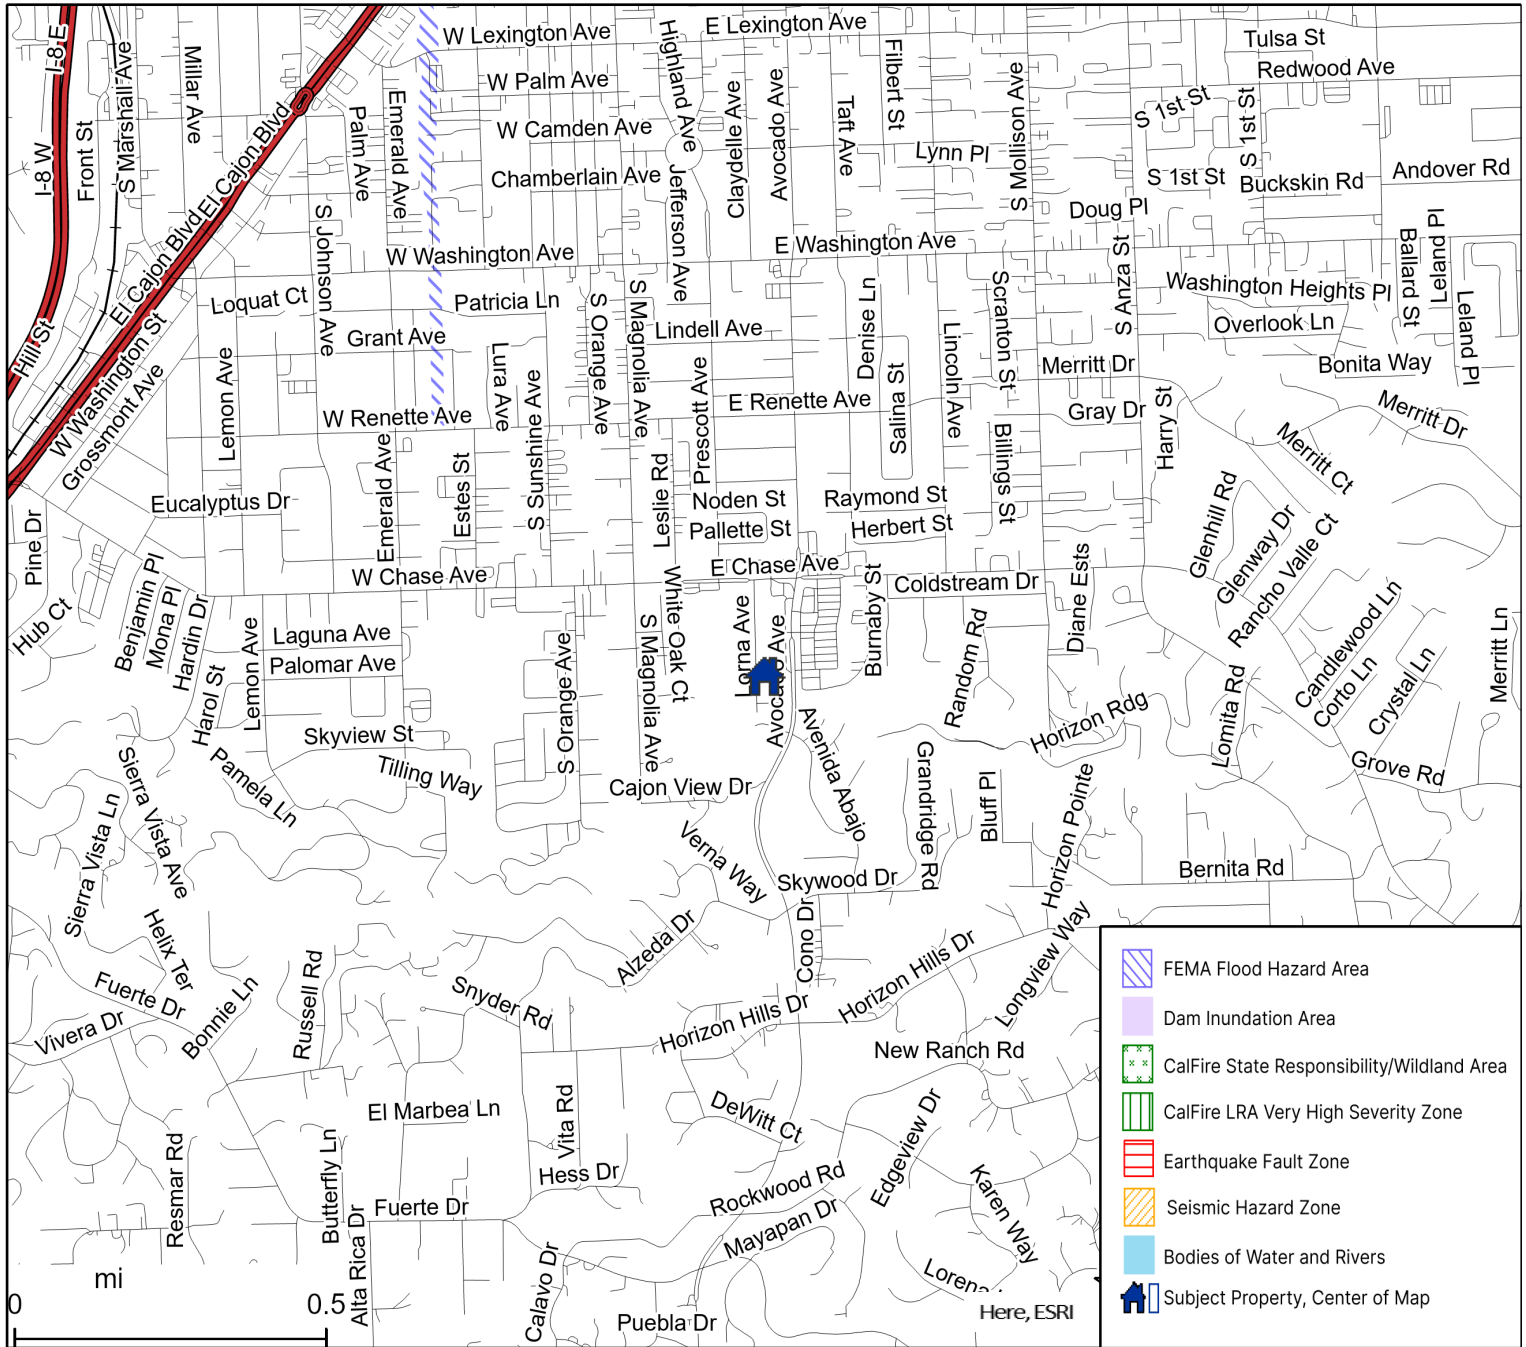 W Lexington Ave
E Lexington Ave
Tulsa St
Redwood Ave
I-8 E
I-8 W
Front St
S Marshall Ave
Millar Ave
El Cajon Blvd
Palm Ave
Emerald Ave
W Palm Ave
W Camden Ave
Chamberlain Ave
Highland Ave
Jefferson Ave
Claydelle Ave
Avocado Ave
Taft Ave
Filbert St
Lynn Pl
S Mollison Ave
S 1st St
S 1st St
S 1st St
Buckskin Rd
Andover Rd
Doug Pl
W Washington Ave
E Washington Ave
Jefferson Ave
S Johnson Ave
El Cajon Blvd
Hill St
W Washington St
Grossmont Ave
Loquat Ct
Patricia Ln
Grant Ave
Lindell Ave
Lemon Ave
Lura Ave
S Sunshine Ave
S Orange Ave
S Magnolia Ave
Prescott Ave
Denise Ln
Salina St
Lincoln Ave
Scranton St
S Anza St
Washington Heights Pl
Overlook Ln
Ballard St
Leland Pl
Leland Pl
Bonita Way
Merritt Dr
Merritt Dr
W Renette Ave
E Renette Ave
Gray Dr
Harry St
Merritt Ct
Eucalyptus Dr
Emerald Ave
Estes St
Leslie Rd
Noden St
Pallette St
Raymond St
Herbert St
Billings St
Glenhill Rd
Glenway Dr
Rancho Valle Ct
Pine Dr
Hub Ct
Benjamin Pl
Mona Pl
Hardin Dr
W Chase Ave
E Chase Ave
Coldstream Dr
Diane Ests
Candlewood Ln
Corto Ln
Crystal Ln
Merritt Ln
Laguna Ave
Palomar Ave
Lemon Ave
Harol St
S Orange Ave
S Magnolia Ave
White Oak Ct
Lorna Ave
Avocado Ave
Burnaby St
Random Rd
Horizon Rdg
Lomita Rd
Grove Rd
Skyview St
Tilling Way
Pamela Ln
Cajon View Dr
Avenida Abajo
Grandridge Rd
Bluff Pl
Horizon Pointe
Sierra Vista Ln
Sierra Vista Ave
Verna Way
Skywood Dr
Bernita Rd
Helix Ter
Fuerte Dr
Vivera Dr
Bonnie Ln
Russell Rd
Snyder Rd
Alzeda Dr
Cono Dr
Horizon Hills Dr
Horizon Hills Dr
Longview Way
New Ranch Rd
El Marbea Ln
Vita Rd
Hess Dr
DeWitt Ct
Rockwood Rd
Mayapan Dr
Edgeview Dr
Karen Way
Resmar Rd
Butterfly Ln
Alta Rica Dr
Fuerte Dr
Calavo Dr
Puebla Dr
Lorena
Here, ESRI
mi
0
0.5
FEMA Flood Hazard Area
Dam Inundation Area
CalFire State Responsibility/Wildland Area
CalFire LRA Very High Severity Zone
Earthquake Fault Zone
Seismic Hazard Zone
Bodies of Water and Rivers
Subject Property, Center of Map